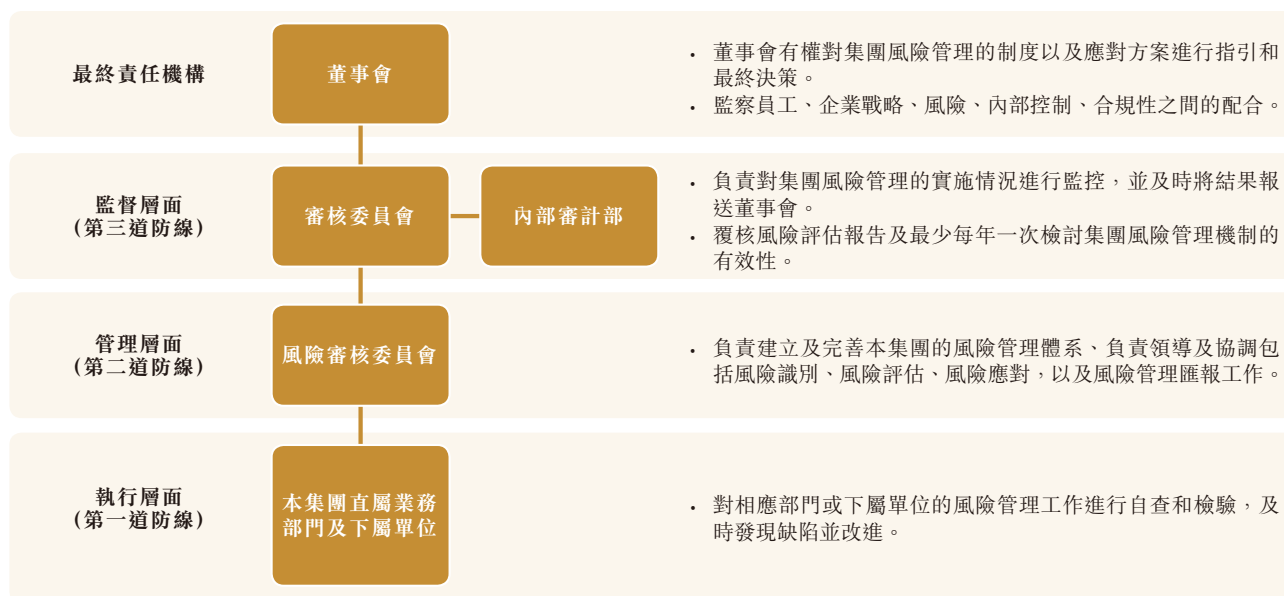 最終責任機構
董事會
• 董事會有權對集團風險管理的制度以及應對方案進行指引和
最終決策。
• 監察員工、企業戰略、風險、內部控制、合規性之間的配合。
監督層面
(第三道防線)
審核委員會
內部審計部
• 負責對集團風險管理的實施情況進行監控,並及時將結果報
送董事會。
• 覆核風險評估報告及最少每年一次檢討集團風險管理機制的
有效性。
管理層面
(第二道防線)
風險審核委員會
• 負責建立及完善本集團的風險管理體系、負責領導及協調包
括風險識別、風險評估、風險應對,以及風險管理匯報工作。
執行層面
(第一道防線)
本集團直屬業務
部門及下屬單位
• 對相應部門或下屬單位的風險管理工作進行自查和檢驗,及
時發現缺陷並改進。